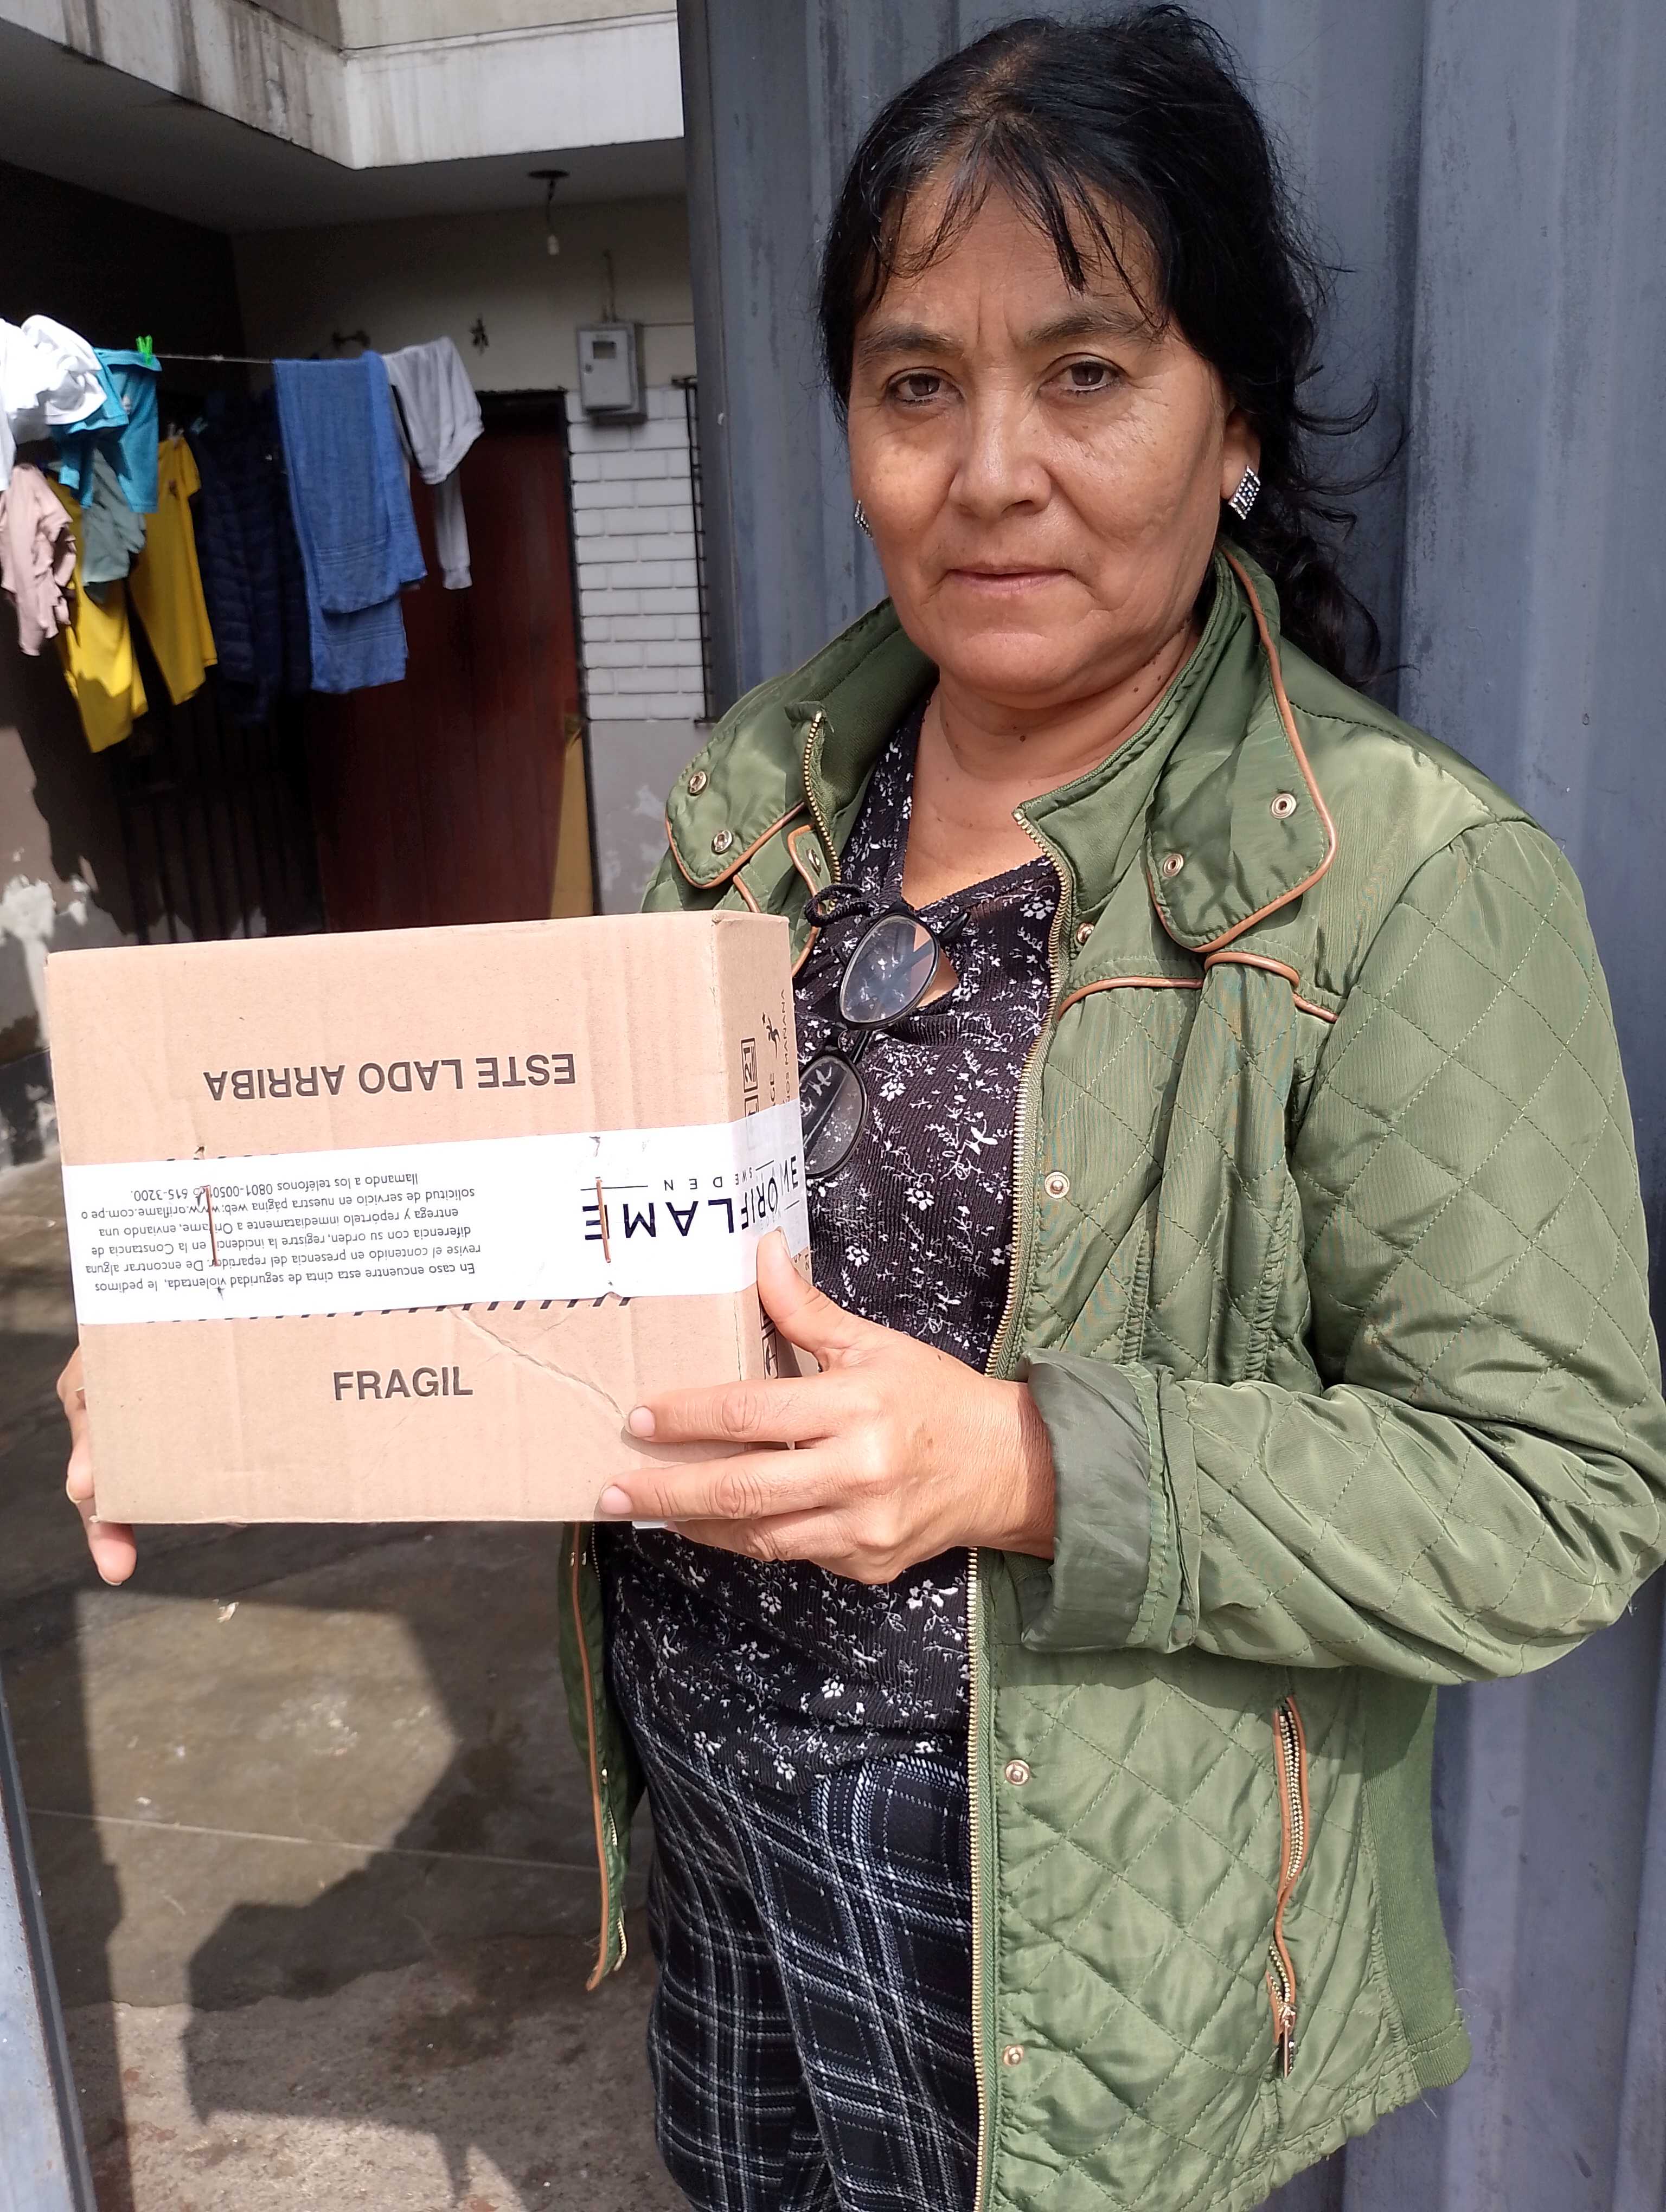 ESTE LADO ARRIBA
ORIFLAME
SWEDEN
En caso encuentre esta cinta de seguridad violentada, le pedimos
revise el contenido en presencia del repartidor. De encontrar alguna
diferencia con su orden, registre la incidencia en la Constancia de
entrega y repórtelo inmediatamente a Oriflame, enviando una
solicitud de servicio en nuestra página web: www.oriflame.com.pe o
llamando a los teléfonos 0801-00501 615-3200.
FRAGIL